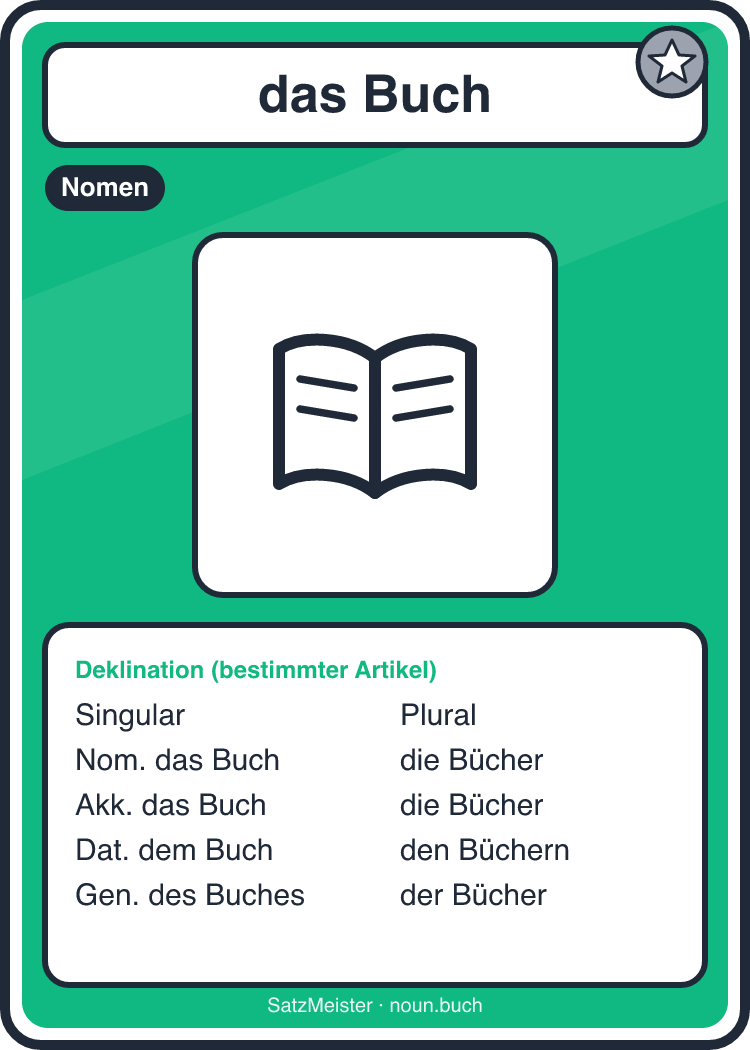 das Buch
Nomen
Deklination (bestimmter Artikel)
Singular Plural
Nom. das Buch die Bücher
Akk. das Buch die Bücher
Dat. dem Buch den Büchern
Gen. des Buches der Bücher
SatzMeister · noun.buch